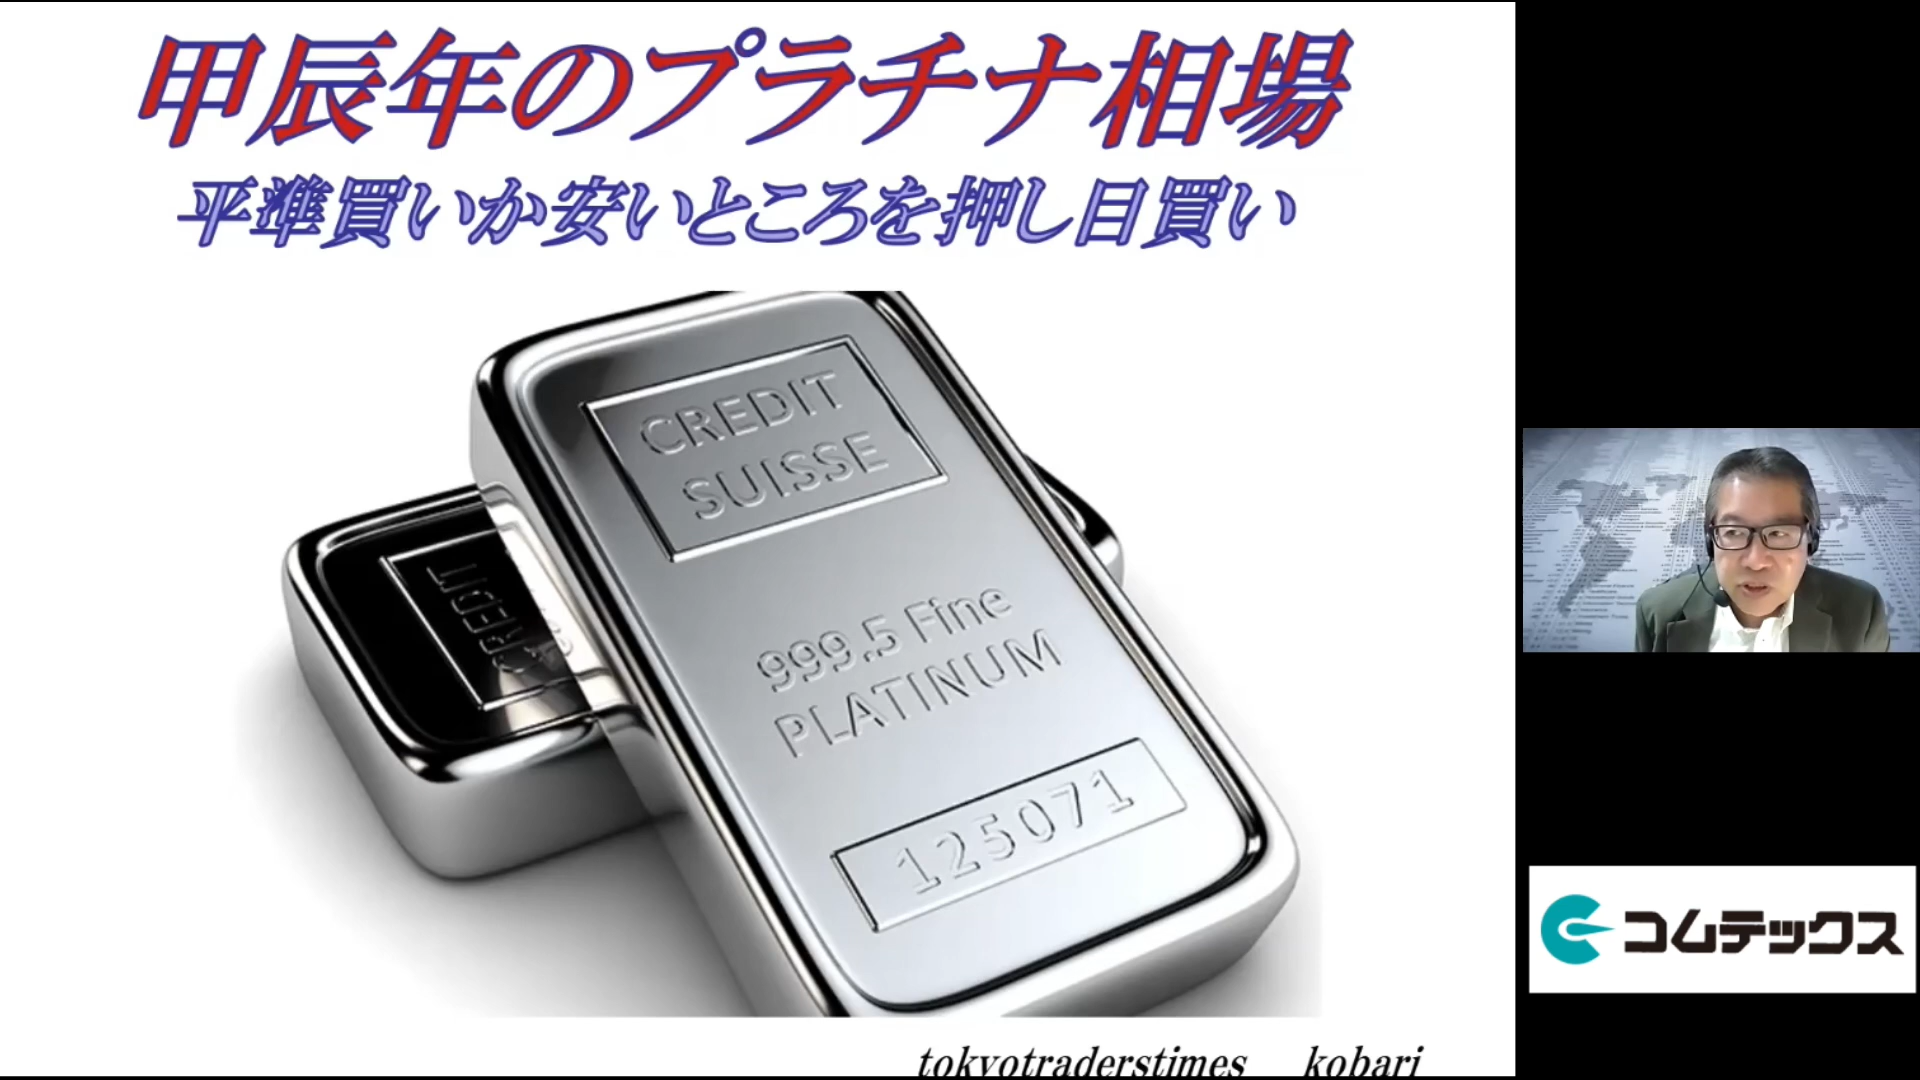 甲辰年のプラチナ相場
平準買いか安いところを押し目買い
CREDIT
SUISSE
CREDIT
999.5 Fine
PLATINUM
125071
tokyotraderstimes kobari
コムテックス